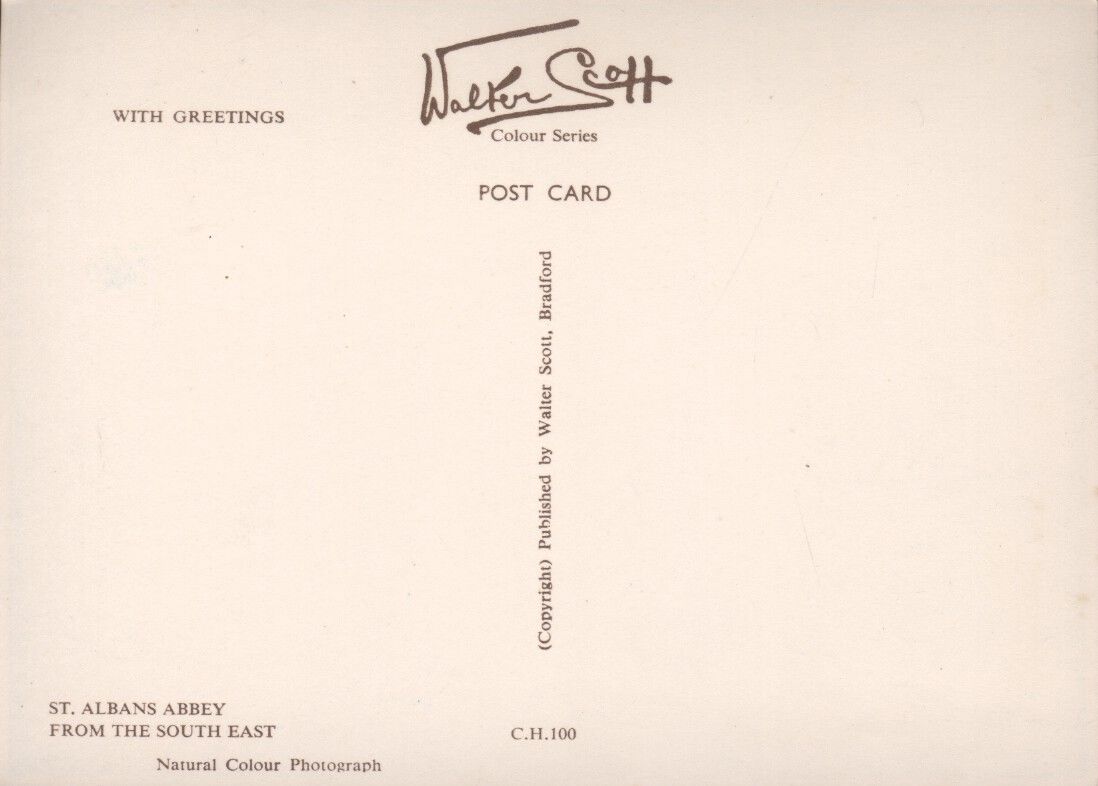 Walter Scott
Colour Series
WITH GREETINGS
POST CARD
(Copyright) Published by Walter Scott, Bradford
ST. ALBANS ABBEY
FROM THE SOUTH EAST
C.H.100
Natural Colour Photograph